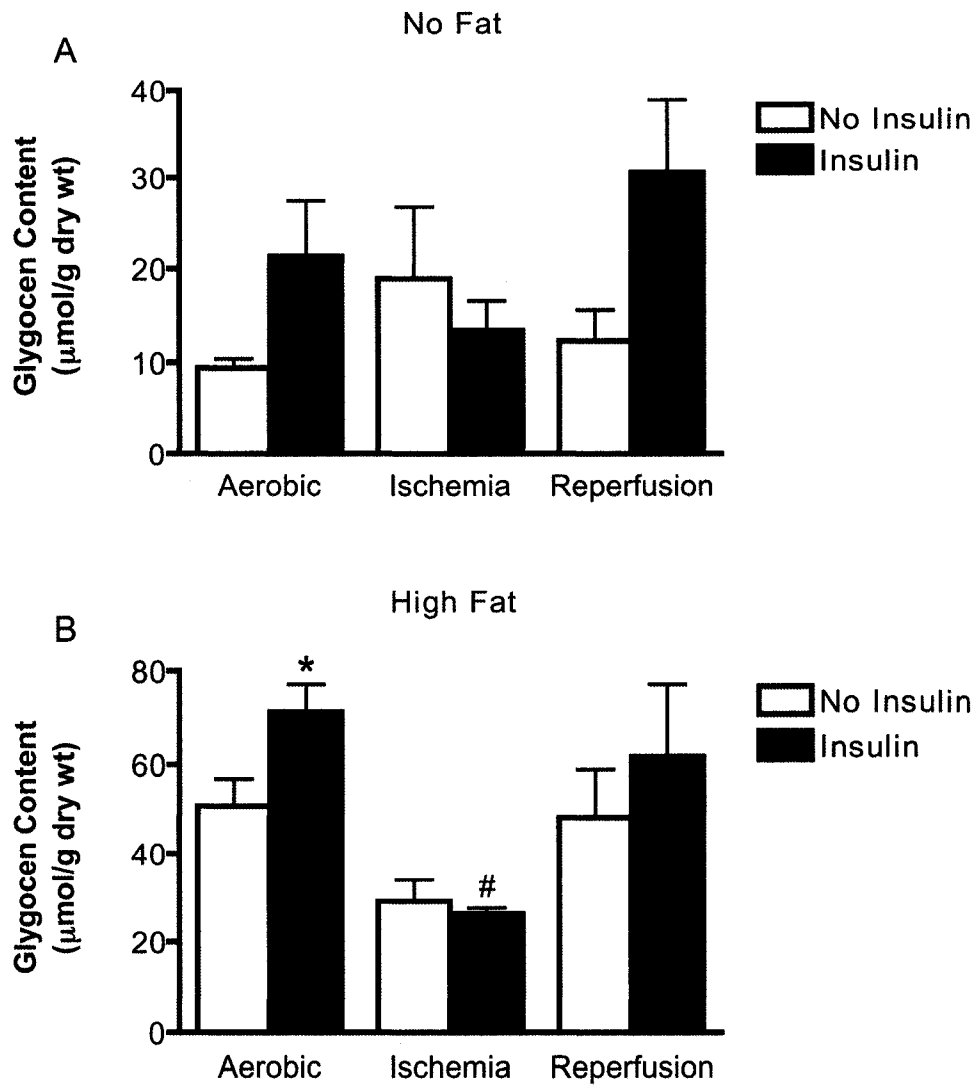 No Fat
A
Glygocen Content
(μmol/g dry wt)
40
30
20
10
0
Aerobic
Ischemia
Reperfusion
No Insulin
Insulin
High Fat
B
Glygocen Content
(μmol/g dry wt)
80
60
40
20
0
*
#
Aerobic
Ischemia
Reperfusion
No Insulin
Insulin